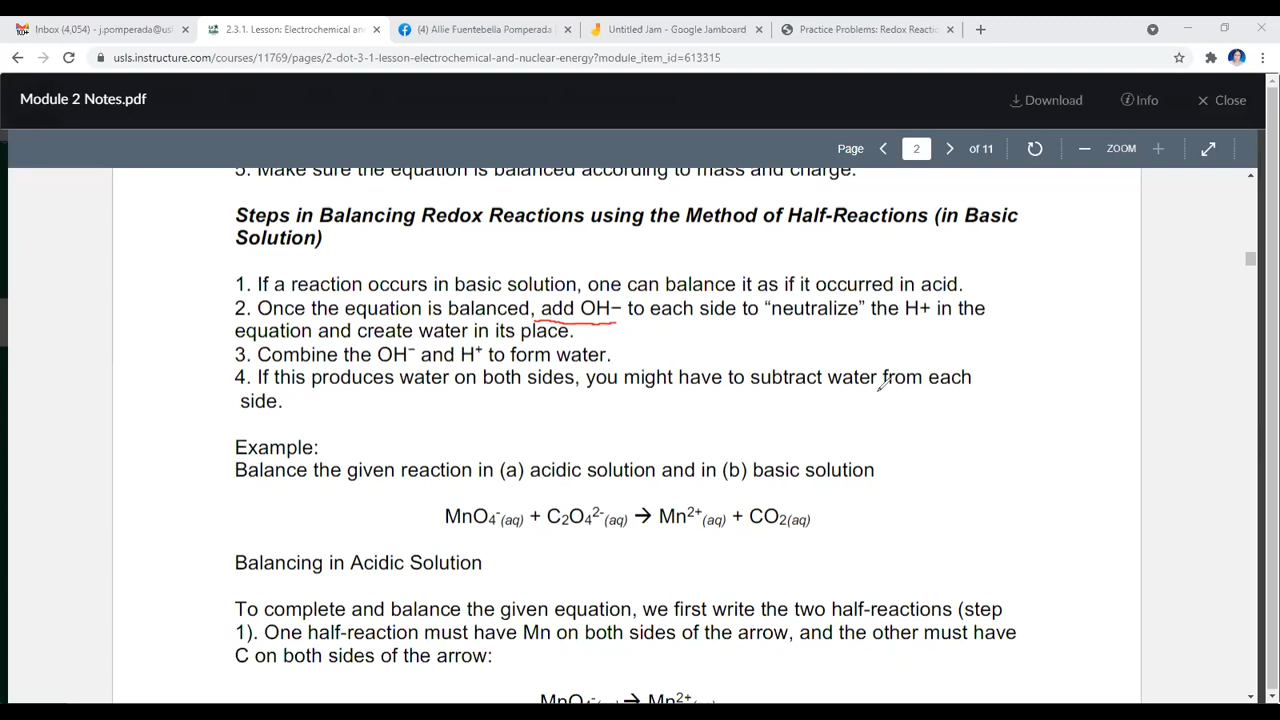 Inbox (4,054) - j.pomperada@us
2.3.1. Lesson: Electrochemical an
(4) Allie Fuentebella Pomperada
Untitled Jam - Google Jamboard
Practice Problems: Redox Reacti
usls.instructure.com/courses/11769/pages/2-dot-3-1-lesson-electrochemical-and-nuclear-energy?module_item_id=613315
Module 2 Notes.pdf
Download
Info
Close
Page 2 of 11
ZOOM
5. Make sure the equation is balanced according to mass and charge.
Steps in Balancing Redox Reactions using the Method of Half-Reactions (in Basic
Solution)
1. If a reaction occurs in basic solution, one can balance it as if it occurred in acid.
2. Once the equation is balanced, add OH− to each side to “neutralize” the H+ in the
equation and create water in its place.
3. Combine the OH⁻ and H⁺ to form water.
4. If this produces water on both sides, you might have to subtract water from each
side.
Example:
Balance the given reaction in (a) acidic solution and in (b) basic solution
MnO₄⁻(aq) + C₂O₄²⁻(aq) → Mn²⁺(aq) + CO₂(aq)
Balancing in Acidic Solution
To complete and balance the given equation, we first write the two half-reactions (step
1). One half-reaction must have Mn on both sides of the arrow, and the other must have
C on both sides of the arrow: